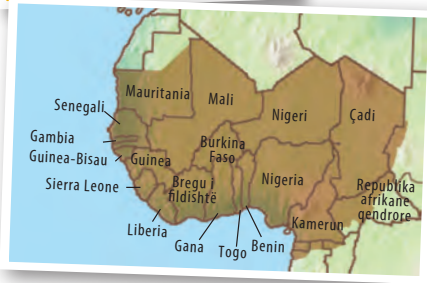 Mauritania
Mali
Nigeri
Çadi
Senegali
Gambia
Guinea-Bisau
Guinea
Burkina
Faso
Sierra Leone
Bregu i
fildishtë
Nigeria
Republika
afrikane
qendrore
Liberia
Gana
Togo
Benin
Kamerun